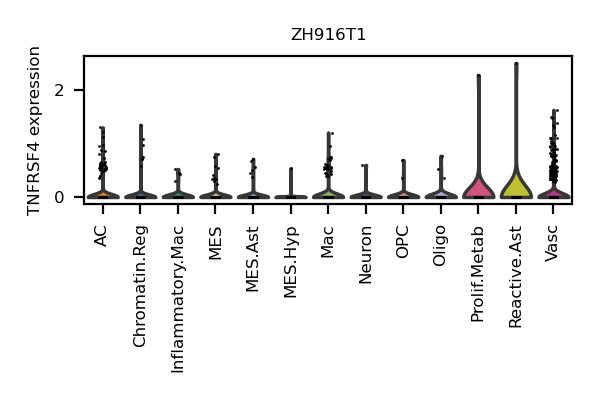 ZH916T1
TNFRSF4 expression
2
0
AC
Chromatin.Reg
Inflammatory.Mac
MES
MES.Ast
MES.Hyp
Mac
Neuron
OPC
Oligo
Prolif.Metab
Reactive.Ast
Vasc